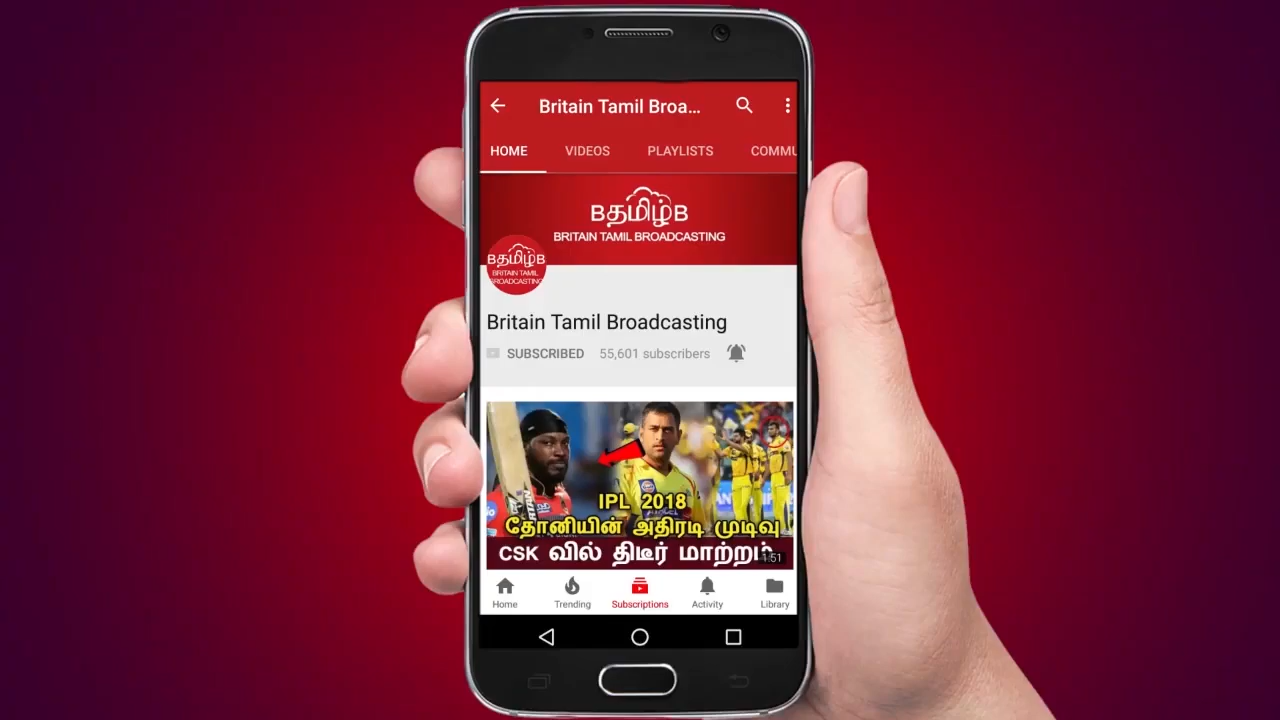 Britain Tamil Broa...
HOME VIDEOS PLAYLISTS COMMU
Bதமிழ்B
BRITAIN TAMIL BROADCASTING
Bதமிழ்B
BRITAIN TAMIL
BROADCASTING
Britain Tamil Broadcasting
SUBSCRIBED 55,601 subscribers
IPL 2018
தோனியின் அதிரடி முடிவு
CSK வில் திடீர் மாற்றம்
1:51
Home Trending Subscriptions Activity Library